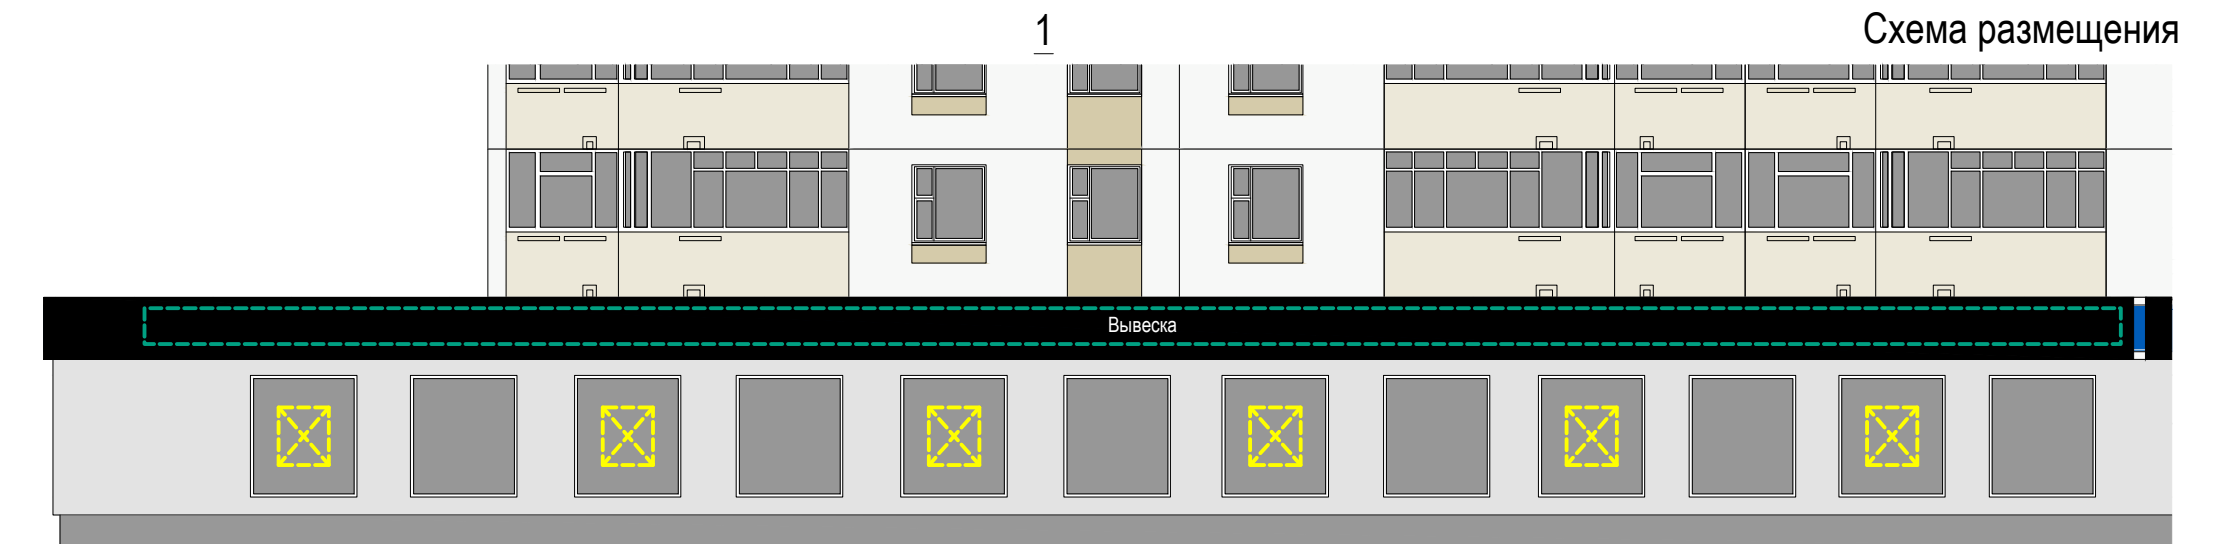 1
Схема размещения
Вывеска